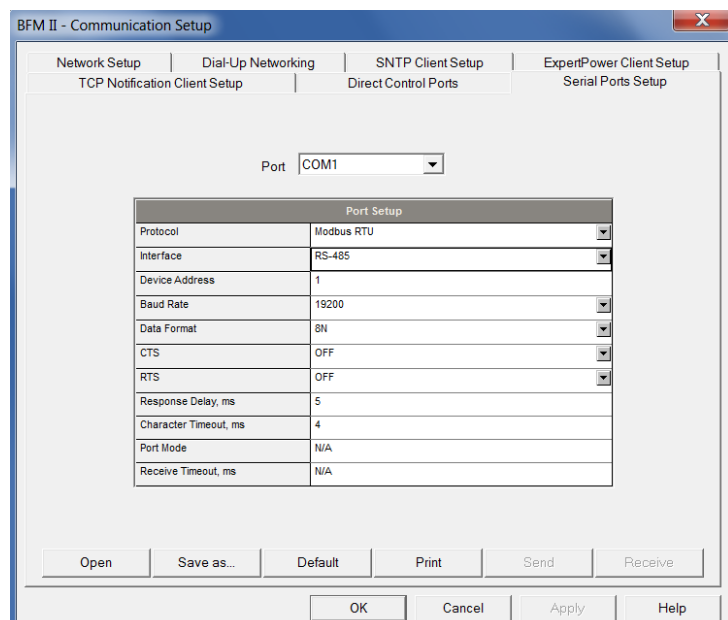 BFM II - Communication Setup
X
Network Setup Dial-Up Networking SNTP Client Setup ExpertPower Client Setup
TCP Notification Client Setup Direct Control Ports Serial Ports Setup
Port COM1
Port Setup
Protocol Modbus RTU
Interface RS-485
Device Address 1
Baud Rate 19200
Data Format 8N
CTS OFF
RTS OFF
Response Delay, ms 5
Character Timeout, ms 4
Port Mode N/A
Receive Timeout, ms N/A
Open Save as... Default Print Send Receive
OK Cancel Apply Help